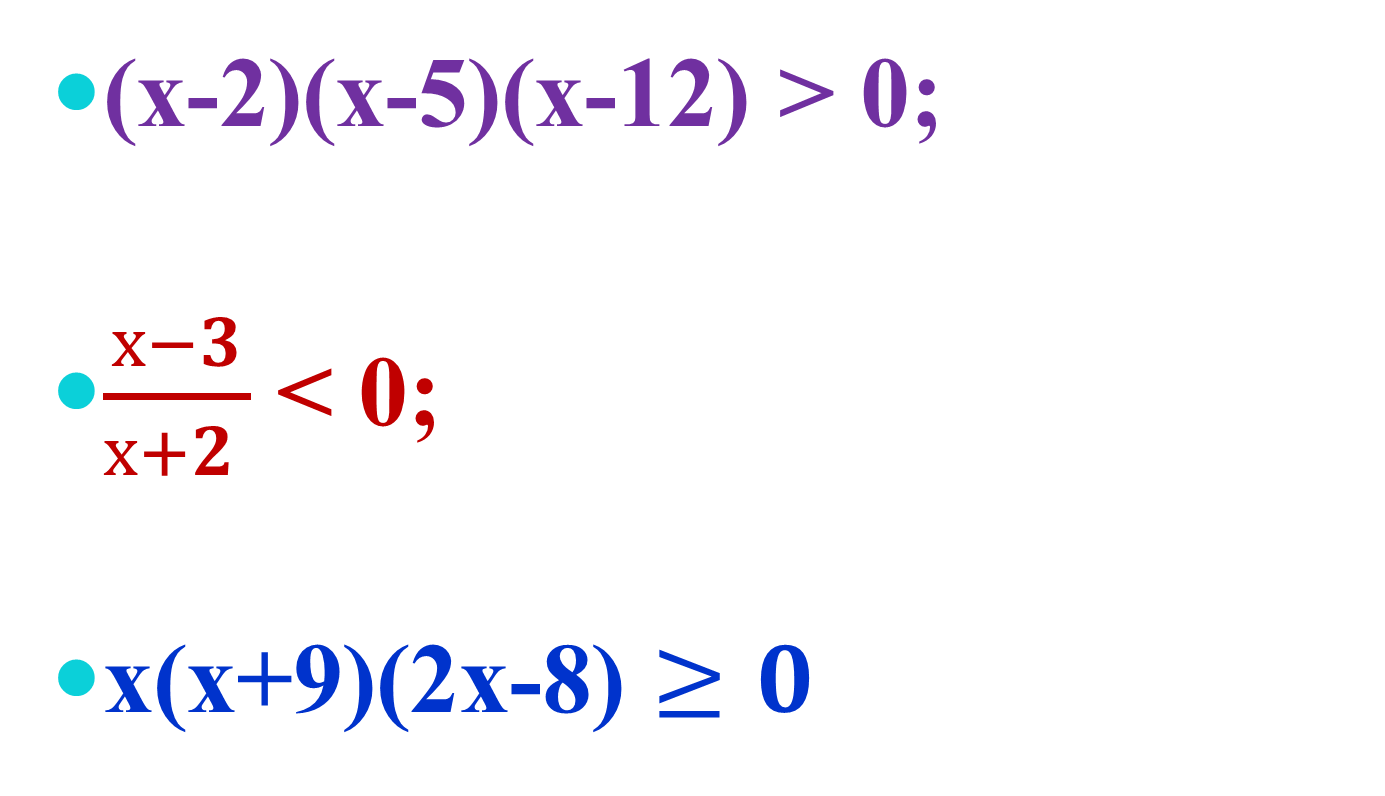 •(x-2)(x-5)(x-12) > 0;
•x−3
x+2 < 0;
•x(x+9)(2x-8) ≥ 0